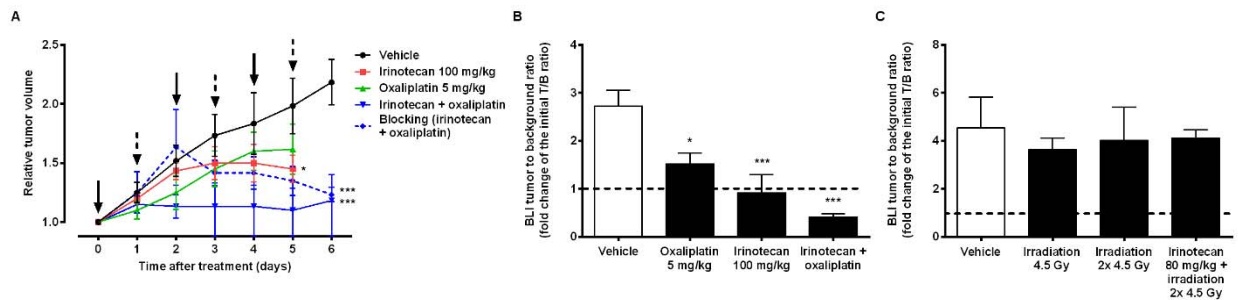 A
Relative tumor volume
2.5
2.0
1.5
1.0
0
1
2
3
4
5
6
Time after treatment (days)
*
***
***
Vehicle
Irinotecan 100 mg/kg
Oxaliplatin 5 mg/kg
Irinotecan + oxaliplatin
Blocking (irinotecan
+ oxaliplatin)
B
BLI tumor to background ratio
(fold change of the initial T/B ratio)
4
3
2
1
0
*
***
***
Vehicle
Oxaliplatin
5 mg/kg
Irinotecan
100 mg/kg
Irinotecan +
oxaliplatin
C
BLI tumor to background ratio
(fold change of the initial T/B ratio)
8
6
4
2
0
Vehicle
Irradiation
4.5 Gy
Irradiation
2x 4.5 Gy
Irinotecan
80 mg/kg +
irradiation
2x 4.5 Gy